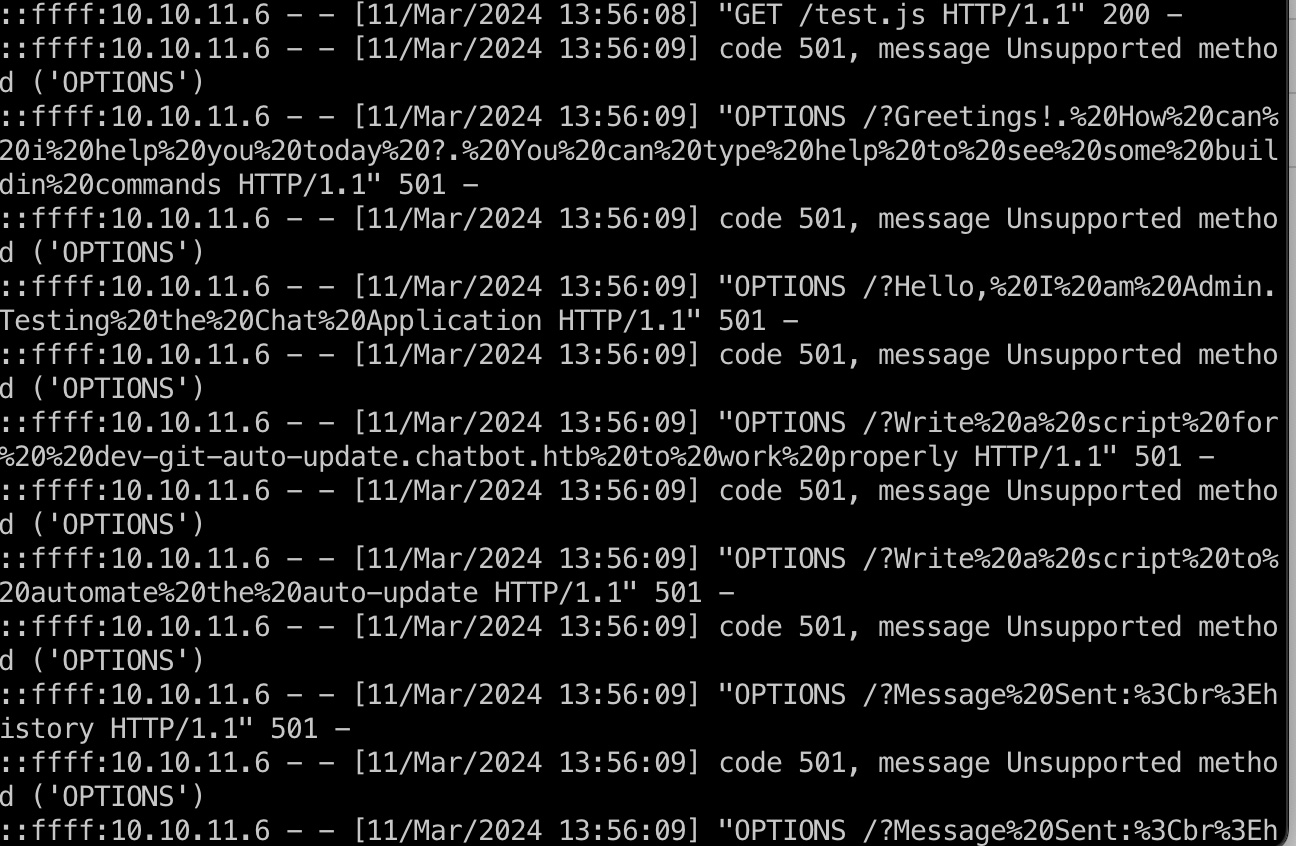 ::ffff:10.10.11.6 - - [11/Mar/2024 13:56:08] "GET /test.js HTTP/1.1" 200 -
::ffff:10.10.11.6 - - [11/Mar/2024 13:56:09] code 501, message Unsupported metho
d ('OPTIONS')
::ffff:10.10.11.6 - - [11/Mar/2024 13:56:09] "OPTIONS /?Greetings!.%20How%20can%
20i%20help%20you%20today%20?.%20You%20can%20type%20help%20to%20see%20some%20buil
din%20commands HTTP/1.1" 501 -
::ffff:10.10.11.6 - - [11/Mar/2024 13:56:09] code 501, message Unsupported metho
d ('OPTIONS')
::ffff:10.10.11.6 - - [11/Mar/2024 13:56:09] "OPTIONS /?Hello,%20I%20am%20Admin.
Testing%20the%20Chat%20Application HTTP/1.1" 501 -
::ffff:10.10.11.6 - - [11/Mar/2024 13:56:09] code 501, message Unsupported metho
d ('OPTIONS')
::ffff:10.10.11.6 - - [11/Mar/2024 13:56:09] "OPTIONS /?Write%20a%20script%20for
%20%20dev-git-auto-update.chatbot.htb%20to%20work%20properly HTTP/1.1" 501 -
::ffff:10.10.11.6 - - [11/Mar/2024 13:56:09] code 501, message Unsupported metho
d ('OPTIONS')
::ffff:10.10.11.6 - - [11/Mar/2024 13:56:09] "OPTIONS /?Write%20a%20script%20to%
20automate%20the%20auto-update HTTP/1.1" 501 -
::ffff:10.10.11.6 - - [11/Mar/2024 13:56:09] code 501, message Unsupported metho
d ('OPTIONS')
::ffff:10.10.11.6 - - [11/Mar/2024 13:56:09] "OPTIONS /?Message%20Sent:%3Cbr%3Eh
istory HTTP/1.1" 501 -
::ffff:10.10.11.6 - - [11/Mar/2024 13:56:09] code 501, message Unsupported metho
d ('OPTIONS')
::ffff:10.10.11.6 - - [11/Mar/2024 13:56:09] "OPTIONS /?Message%20Sent:%3Cbr%3Eh